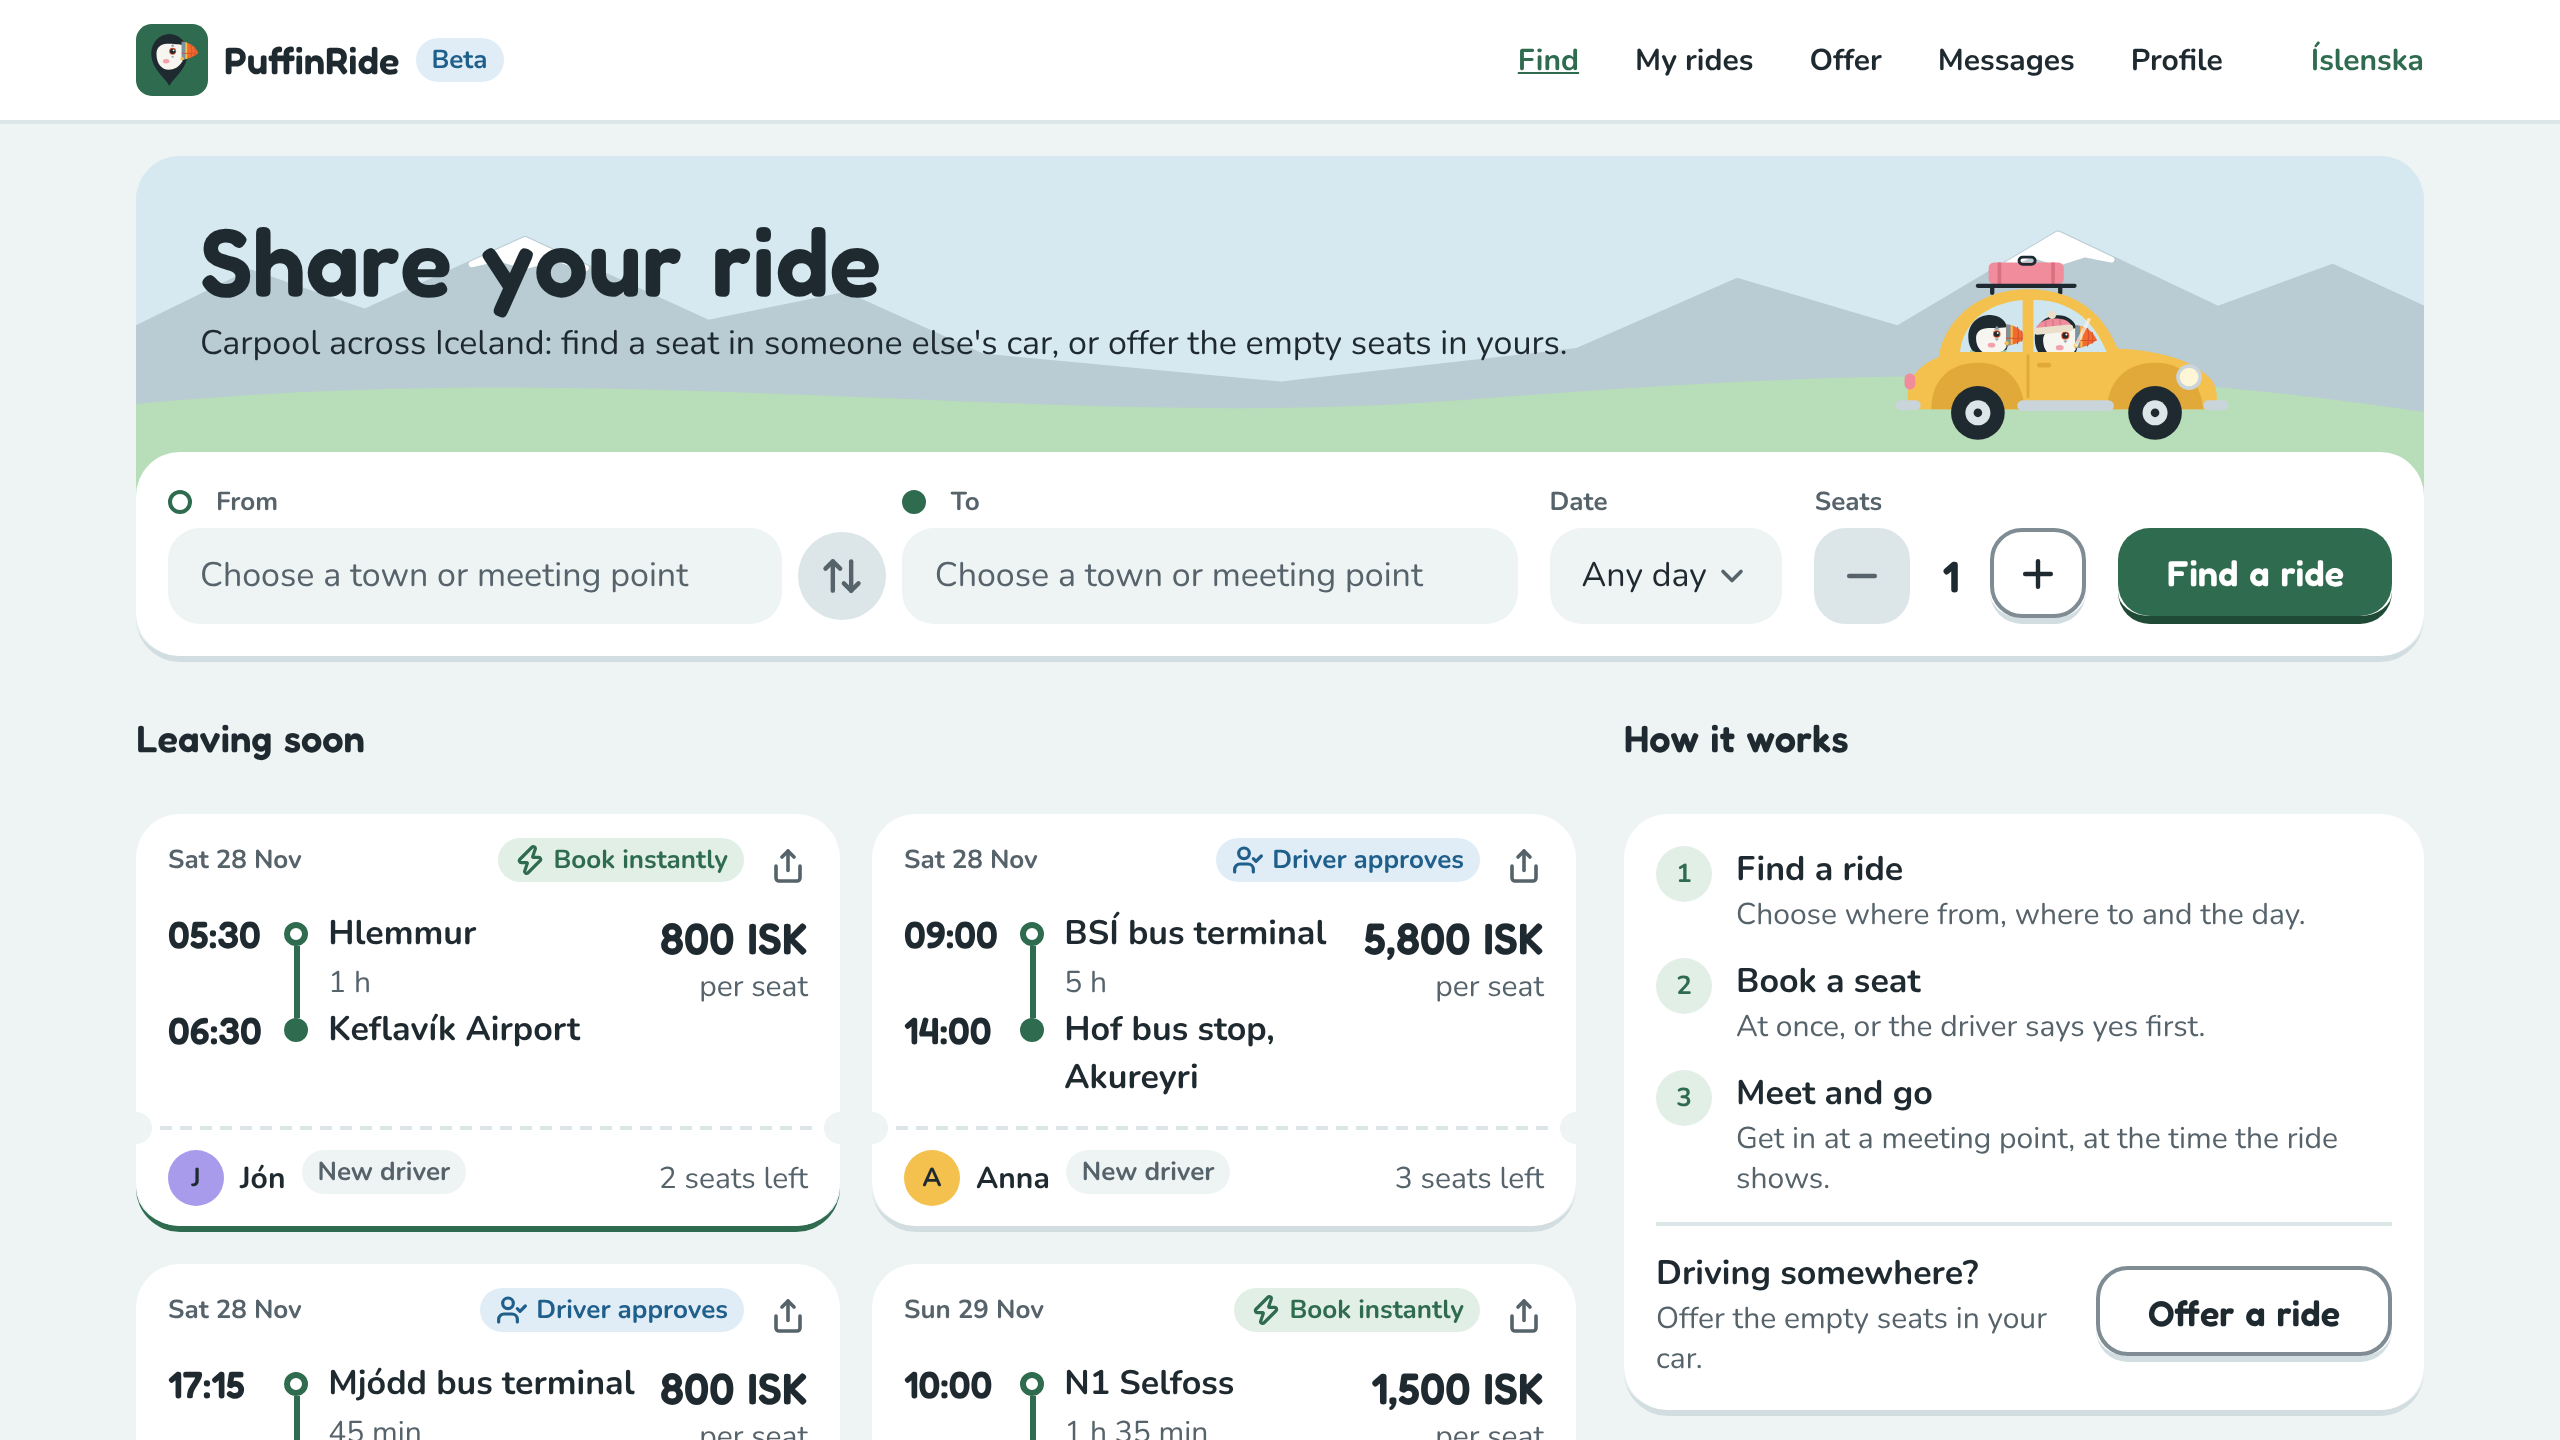 PuffinRide Beta
Find My rides Offer Messages Profile Íslenska
Share your ride
Carpool across Iceland: find a seat in someone else's car, or offer the empty seats in yours.
From To Date Seats
Choose a town or meeting point Choose a town or meeting point Any day 1 Find a ride
Leaving soon
Sat 28 Nov Book instantly
05:30 Hlemmur 800 ISK
1 h per seat
06:30 Keflavík Airport
J Jón New driver 2 seats left
Sat 28 Nov Driver approves
09:00 BSÍ bus terminal 5,800 ISK
5 h per seat
14:00 Hof bus stop,
Akureyri
A Anna New driver 3 seats left
Sat 28 Nov Driver approves
17:15 Mjódd bus terminal 800 ISK
45 min per seat
Sun 29 Nov Book instantly
10:00 N1 Selfoss 1,500 ISK
1 h 35 min per seat
How it works
1 Find a ride
Choose where from, where to and the day.
2 Book a seat
At once, or the driver says yes first.
3 Meet and go
Get in at a meeting point, at the time the ride
shows.
Driving somewhere?
Offer the empty seats in your
car.
Offer a ride